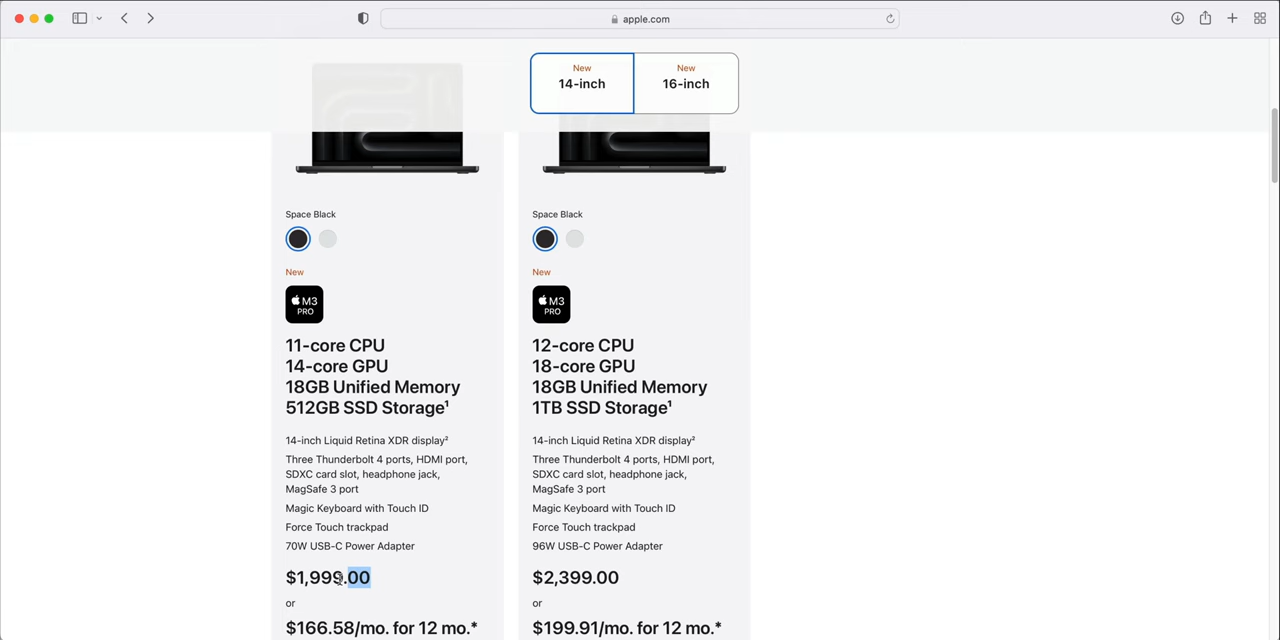 apple.com
New
14-inch
New
16-inch
Space Black
New
M3
PRO
11-core CPU
14-core GPU
18GB Unified Memory
512GB SSD Storage¹
14-inch Liquid Retina XDR display²
Three Thunderbolt 4 ports, HDMI port,
SDXC card slot, headphone jack,
MagSafe 3 port
Magic Keyboard with Touch ID
Force Touch trackpad
70W USB-C Power Adapter
$1,999.00
or
$166.58/mo. for 12 mo.*
Space Black
New
M3
PRO
12-core CPU
18-core GPU
18GB Unified Memory
1TB SSD Storage¹
14-inch Liquid Retina XDR display²
Three Thunderbolt 4 ports, HDMI port,
SDXC card slot, headphone jack,
MagSafe 3 port
Magic Keyboard with Touch ID
Force Touch trackpad
96W USB-C Power Adapter
$2,399.00
or
$199.91/mo. for 12 mo.*